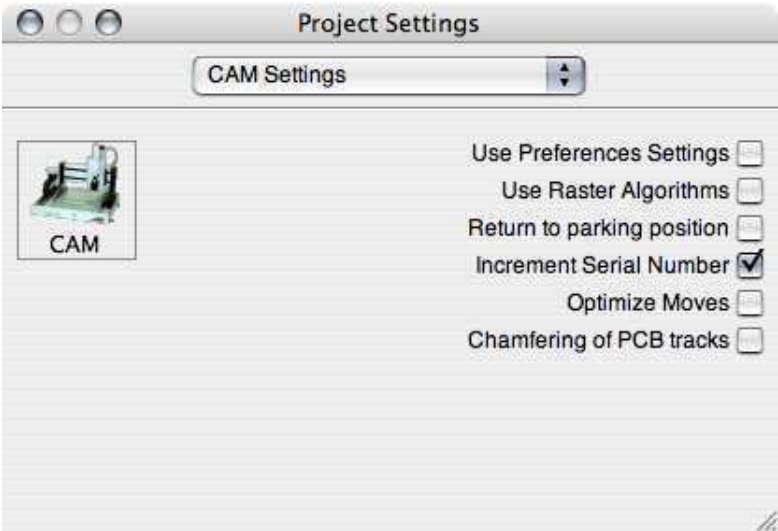 Project Settings
CAM Settings
Use Preferences Settings
Use Raster Algorithms
Return to parking position
CAM
Increment Serial Number
Optimize Moves
Chamfering of PCB tracks